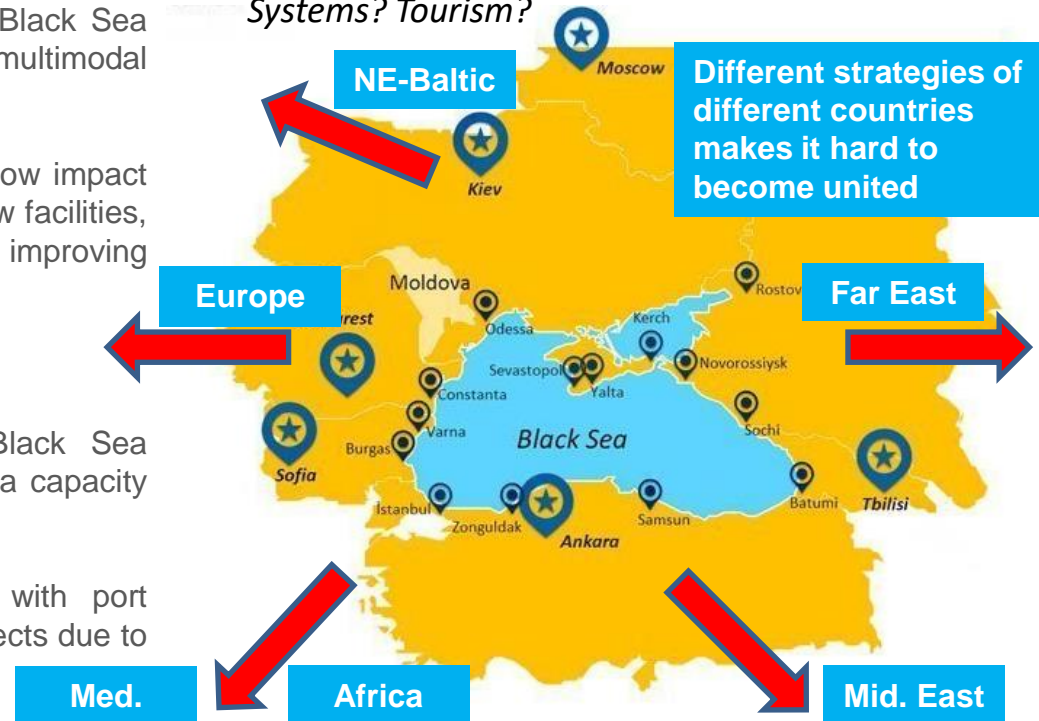 Black Sea
multimodal
ow impact
w facilities,
improving
Black Sea
a capacity
with port
ects due to
Systems? Tourism?
NE-Baltic
Moscow
Different strategies of
different countries
makes it hard to
become united
Kiev
Europe
Moldova
Rostov
Far East
arest
Odessa
Kerch
Sevastopol
Yalta
Novorossiysk
Constanta
Varna
Burgas
Sofia
Black Sea
Sochi
Istanbul
Zonguldak
Ankara
Samsun
Batumi
Tbilisi
Med.
Africa
Mid. East